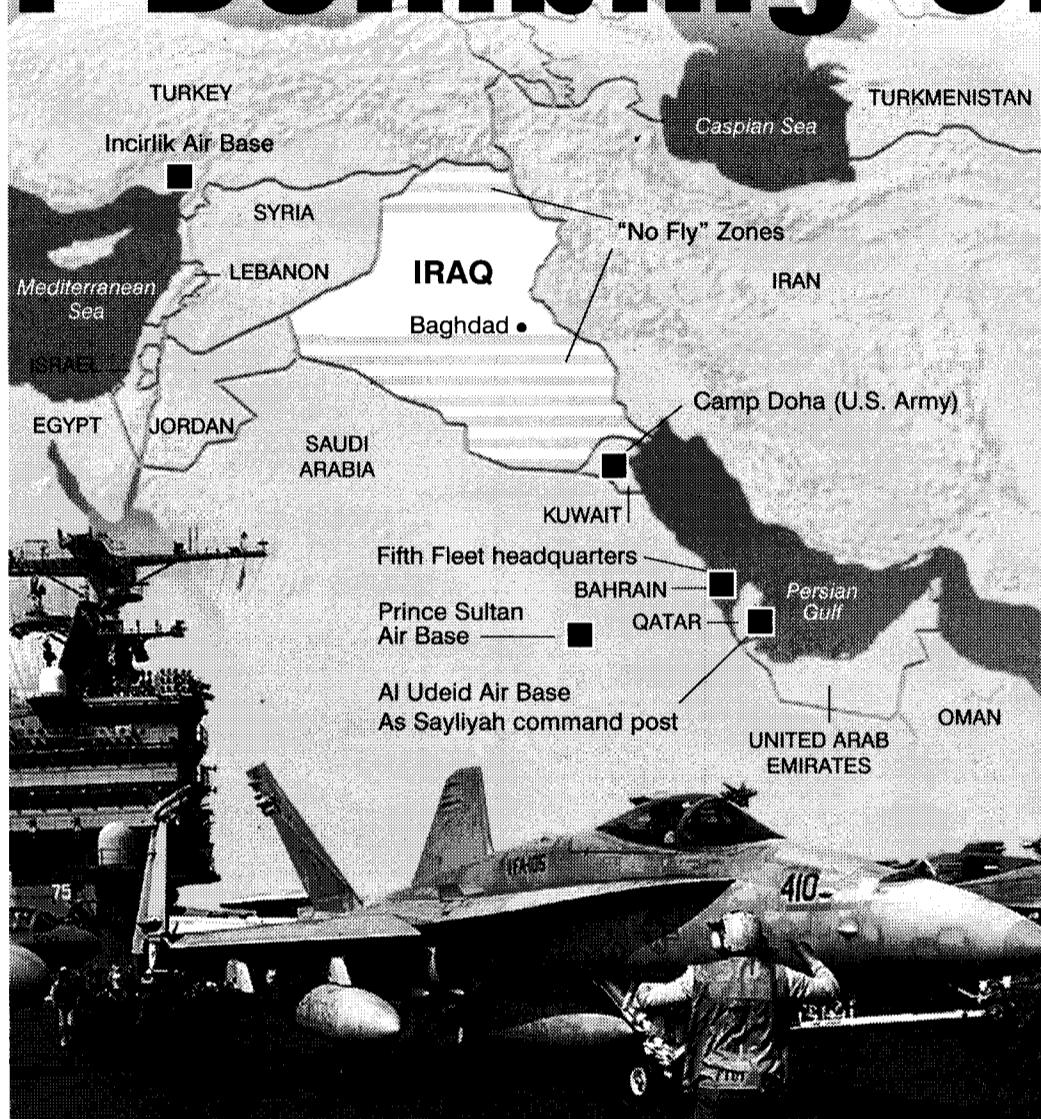 TURKEY
TURKMENISTAN
Caspian Sea
Incirlik Air Base
SYRIA
"No Fly" Zones
LEBANON
IRAQ
IRAN
Mediterranean
Sea
Baghdad
ISRAEL
Camp Doha (U.S. Army)
EGYPT
JORDAN
SAUDI
ARABIA
KUWAIT
Fifth Fleet headquarters
BAHRAIN
Persian
Gulf
Prince Sultan
Air Base
QATAR
Al Udeid Air Base
As Sayliyah command post
OMAN
UNITED ARAB
EMIRATES
VFA-105
75
410